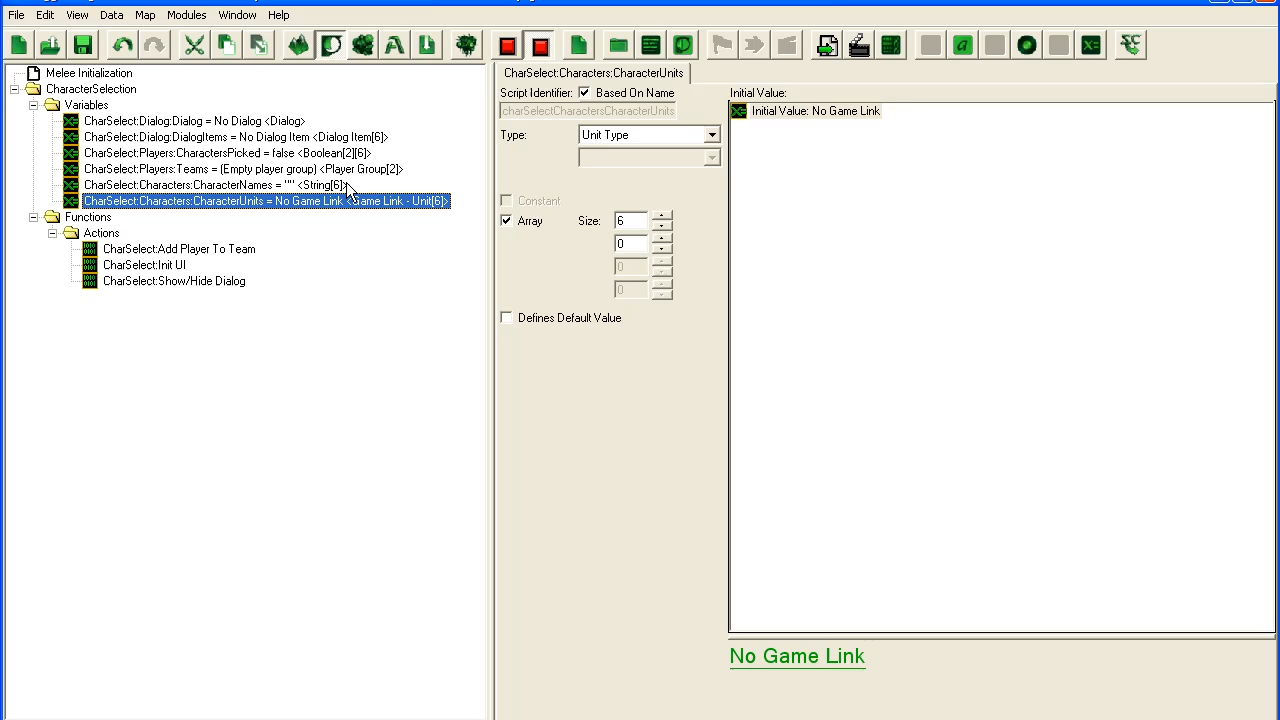 File Edit View Data Map Modules Window Help
Melee Initialization
CharacterSelection
Variables
CharSelect:Dialog:Dialog = No Dialog <Dialog>
CharSelect:Dialog:DialogItems = No Dialog Item <Dialog Item[6]>
CharSelect:Players:CharactersPicked = false <Boolean[2][6]>
CharSelect:Players:Teams = (Empty player group) <Player Group[2]>
CharSelect:Characters:CharacterNames = "" <String[6]>
CharSelect:Characters:CharacterUnits = No Game Link <Game Link - Unit[6]>
Functions
Actions
CharSelect:Add Player To Team
CharSelect:Init UI
CharSelect:Show/Hide Dialog
CharSelect:Characters:CharacterUnits
Script Identifier: Based On Name
charSelectCharactersCharacterUnits
Type: Unit Type
Constant
Array Size: 6
0
0
0
Defines Default Value
Initial Value:
Initial Value: No Game Link
No Game Link